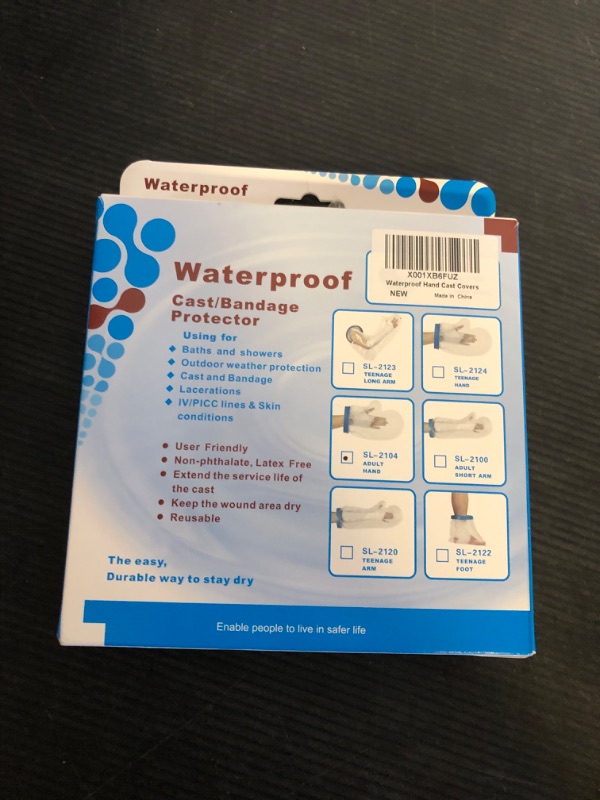 Waterproof
X001XB6FUZ
Waterproof Hand Cast Covers
NEW
Made in China
Waterproof
Cast/Bandage
Protector
Using for
Baths and showers
Outdoor weather protection
Cast and Bandage
Lacerations
IV/PICC lines & Skin
conditions
User Friendly
Non-phthalate, Latex Free
Extend the service life of
the cast
Keep the wound area dry
Reusable
The easy,
Durable way to stay dry
SL-2123
TEENAGE
LONG ARM
SL-2124
TEENAGE
HAND
SL-2104
ADULT
HAND
SL-2100
ADULT
SHORT ARM
SL-2120
TEENAGE
ARM
SL-2122
TEENAGE
FOOT
Enable people to live in safer life